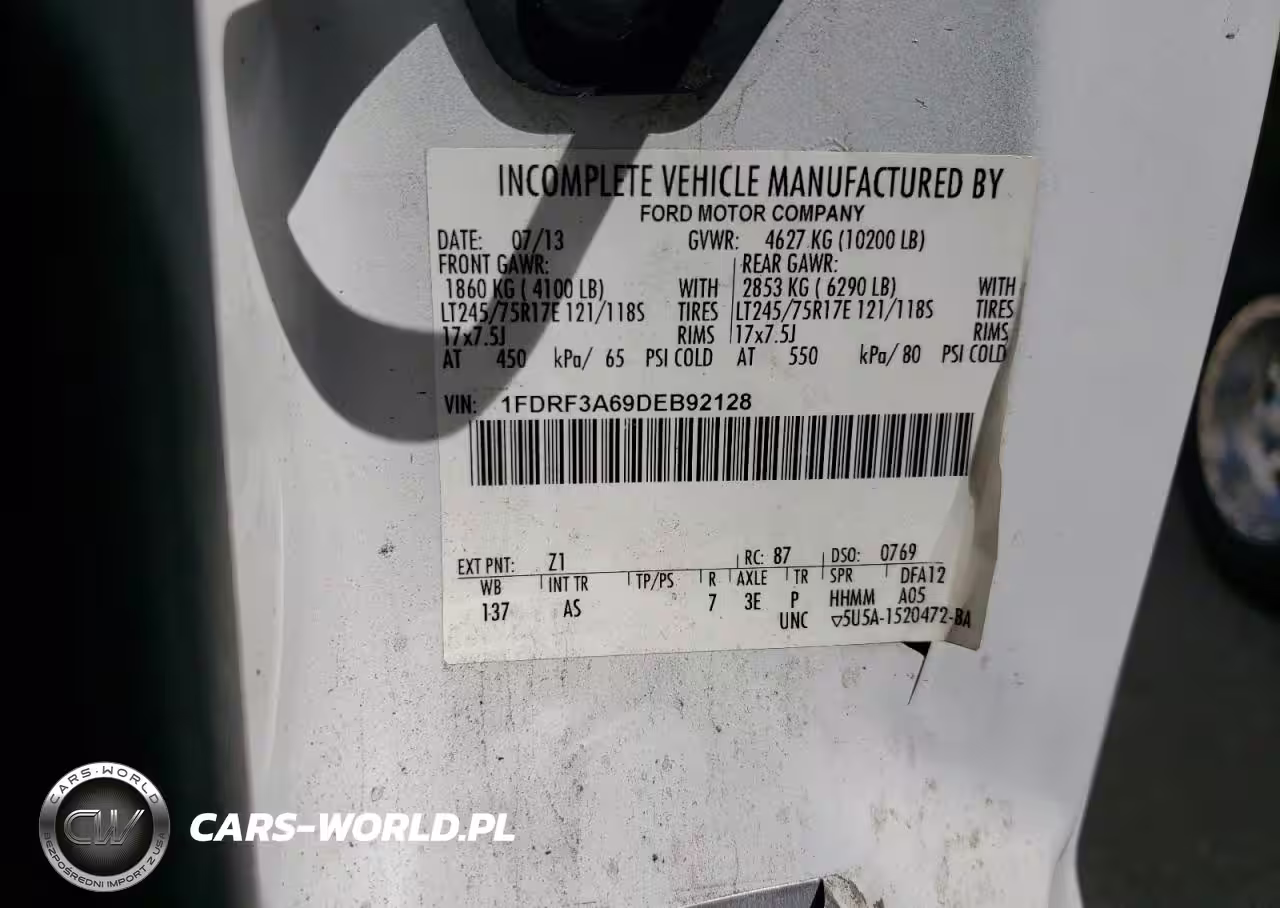 INCOMPLETE VEHICLE MANUFACTURED BY
FORD MOTOR COMPANY
DATE: 07/13 GVWR: 4627 KG (10200 LB)
FRONT GAWR: REAR GAWR:
1860 KG ( 4100 LB) WITH 2853 KG ( 6290 LB) WITH
LT245/75R17E 121/118S TIRES LT245/75R17E 121/118S TIRES
17x7.5J RIMS 17x7.5J RIMS
AT 450 kPa/ 65 PSI COLD AT 550 kPa/ 80 PSI COLD
VIN: 1FDRF3A69DEB92128
EXT PNT: Z1 RC: 87 DSO: 0769
WB INT TR TP/PS R AXLE TR SPR DFA12
137 AS 7 3E P HHMM A05
UNC ▽5U5A-1520472-BA
CARS-WORLD
CW
BEZPOŚREDNI IMPORT Z USA
CARS-WORLD.PL